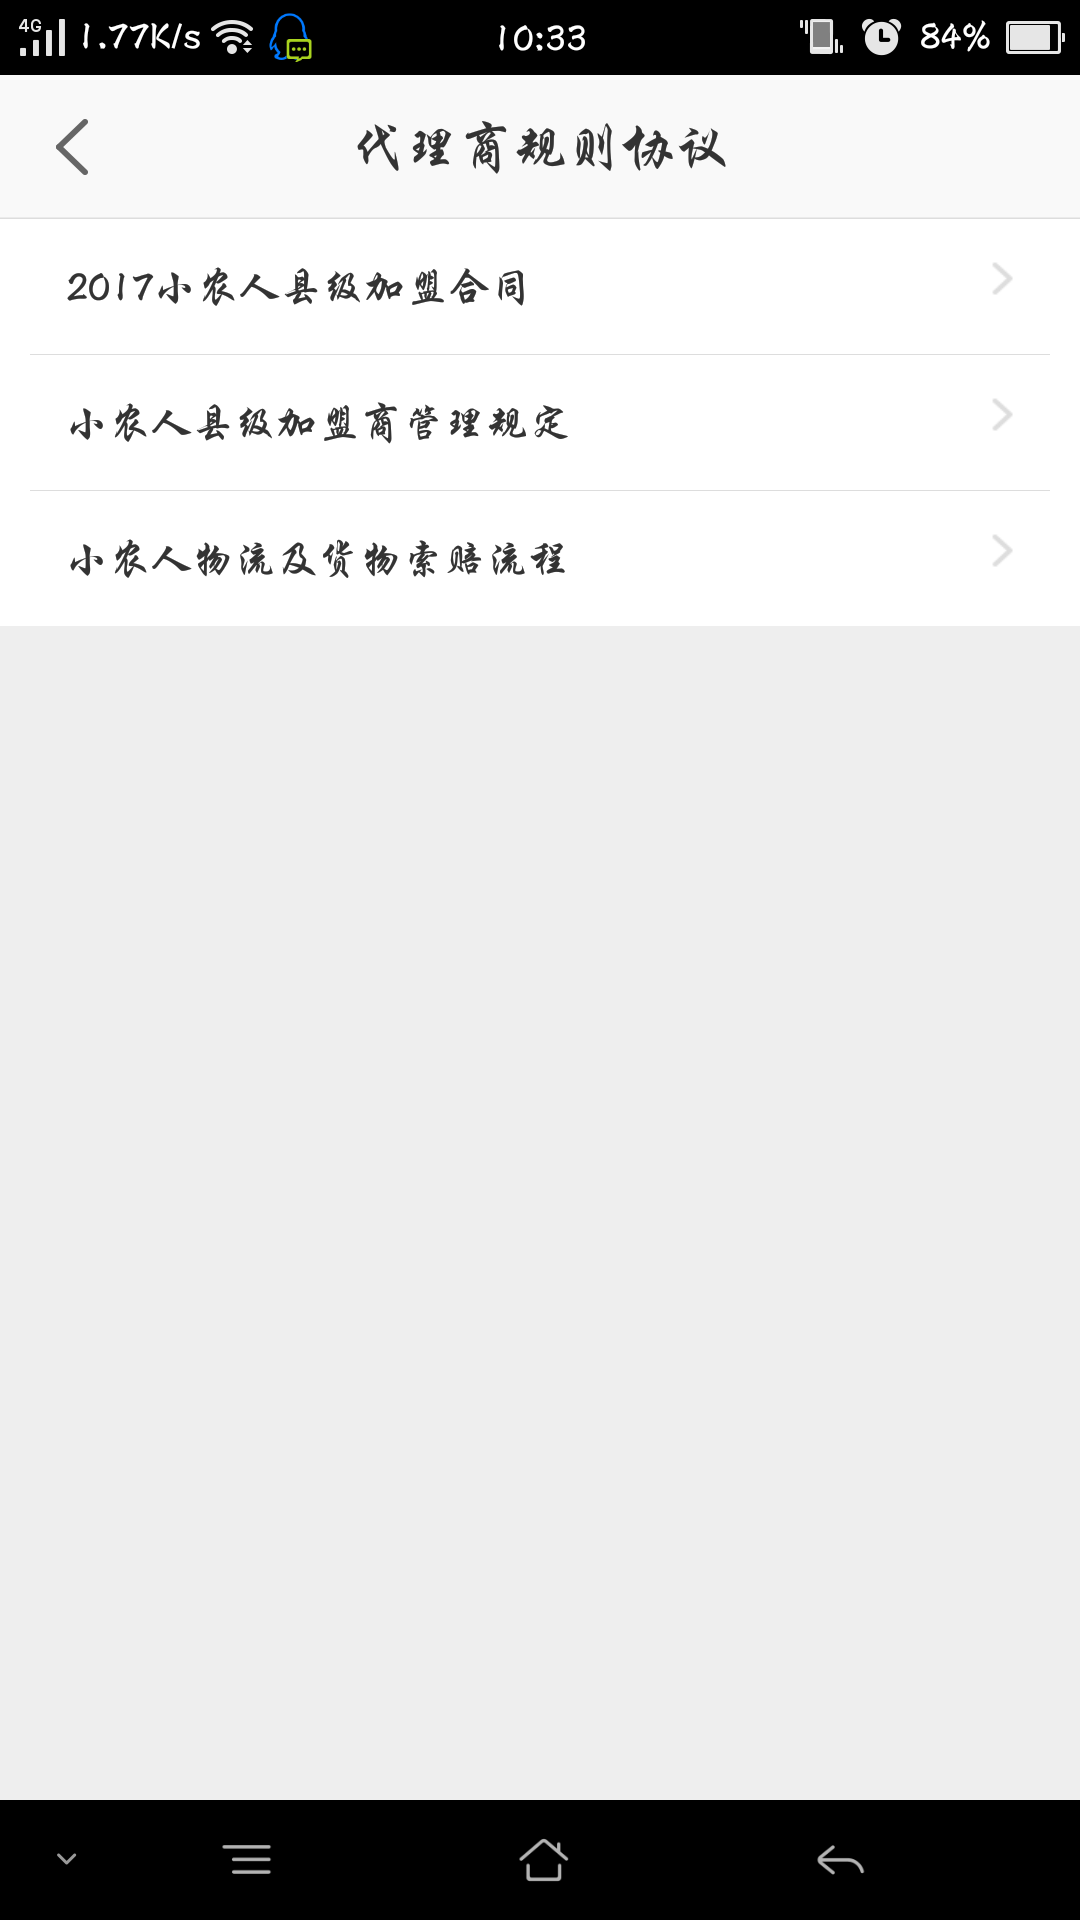 4G 1.77K/s 10:33 84%
代理商规则协议
2017小农人县级加盟合同
小农人县级加盟商管理规定
小农人物流及货物索赔流程